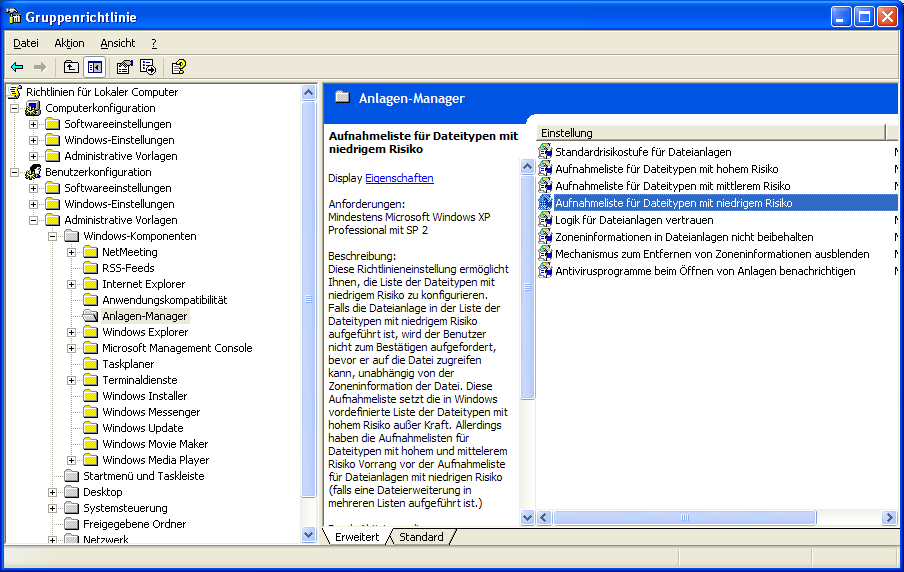 Gruppenrichtlinie
Datei Aktion Ansicht ?
Richtlinien für Lokaler Computer
Computerkonfiguration
Softwareeinstellungen
Windows-Einstellungen
Administrative Vorlagen
Benutzerkonfiguration
Softwareeinstellungen
Windows-Einstellungen
Administrative Vorlagen
Windows-Komponenten
NetMeeting
RSS-Feeds
Internet Explorer
Anwendungskompatibilität
Anlagen-Manager
Windows Explorer
Microsoft Management Console
Taskplaner
Terminaldienste
Windows Installer
Windows Messenger
Windows Update
Windows Movie Maker
Windows Media Player
Startmenü und Taskleiste
Desktop
Systemsteuerung
Freigegebene Ordner
Netzwerk
Anlagen-Manager
Aufnahmeliste für Dateitypen mit
niedrigem Risiko
Display Eigenschaften
Anforderungen:
Mindestens Microsoft Windows XP
Professional mit SP 2
Beschreibung:
Diese Richtlinieneinstellung ermöglicht
Ihnen, die Liste der Dateitypen mit
niedrigem Risiko zu konfigurieren.
Falls die Dateianlage in der Liste der
Dateitypen mit niedrigem Risiko
aufgeführt ist, wird der Benutzer
nicht zum Bestätigen aufgefordert,
bevor er auf die Datei zugreifen
kann, unabhängig von der
Zoneninformation der Datei. Diese
Aufnahmeliste setzt die in Windows
vordefinierte Liste der Dateitypen mit
hohem Risiko außer Kraft. Allerdings
haben die Aufnahmelisten für
Dateitypen mit hohem und mittelerem
Risiko Vorrang vor der Aufnahmeliste
für Dateianlagen mit niedrigen Risiko
(falls eine Dateierweiterung in
mehreren Listen aufgeführt ist.)
Einstellung
Standardrisikostufe für Dateianlagen
Aufnahmeliste für Dateitypen mit hohem Risiko
Aufnahmeliste für Dateitypen mit mittlerem Risiko
Aufnahmeliste für Dateitypen mit niedrigem Risiko
Logik für Dateianlagen vertrauen
Zoneninformationen in Dateianlagen nicht beibehalten
Mechanismus zum Entfernen von Zoneninformationen ausblenden
Antivirusprogramme beim Öffnen von Anlagen benachrichtigen
Erweitert Standard